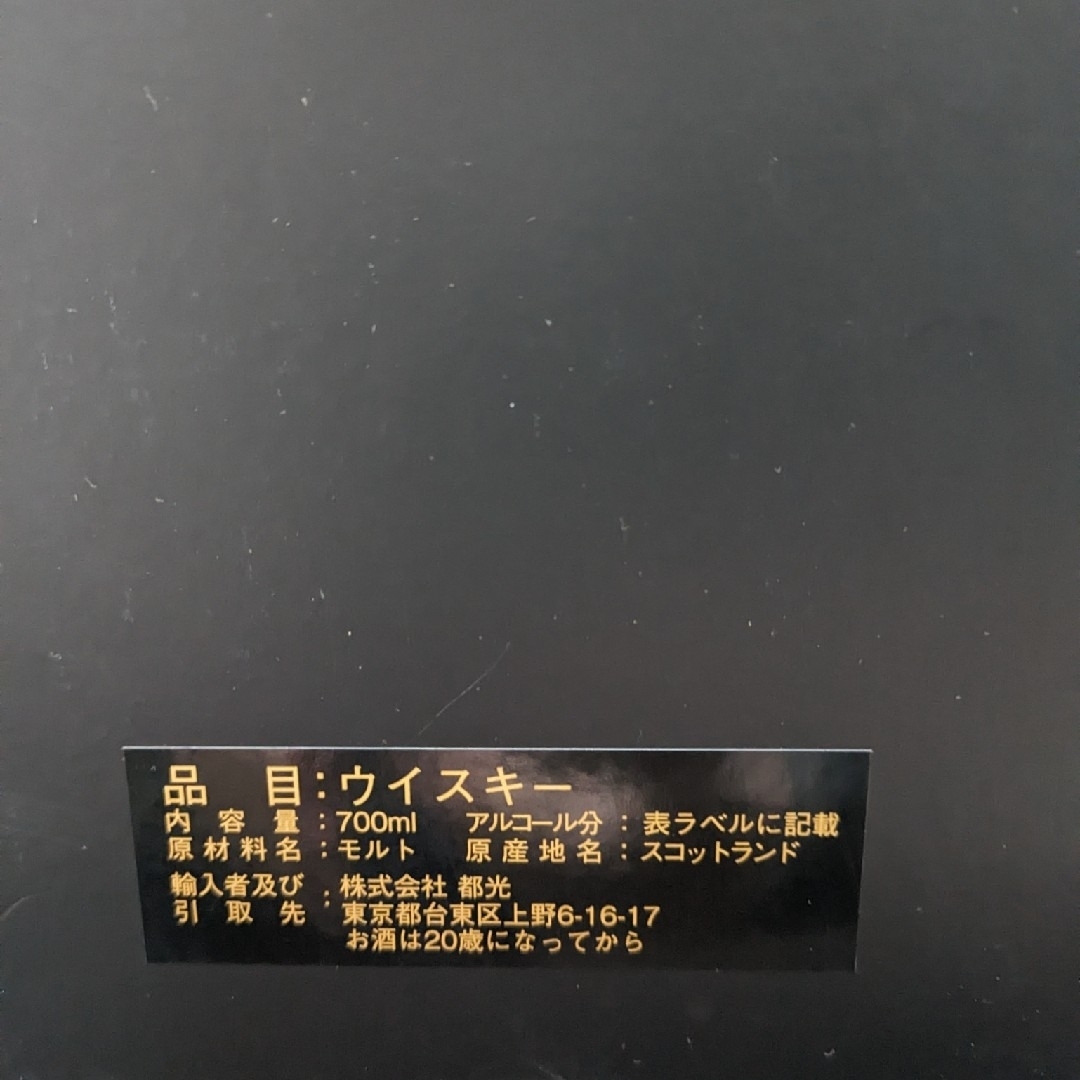 品 目：ウイスキー
内 容 量：700ml アルコール分：表ラベルに記載
原材料名：モルト 原産地名：スコットランド
輸入者及び：株式会社 都光
引 取 先 東京都台東区上野6-16-17
お酒は20歳になってから